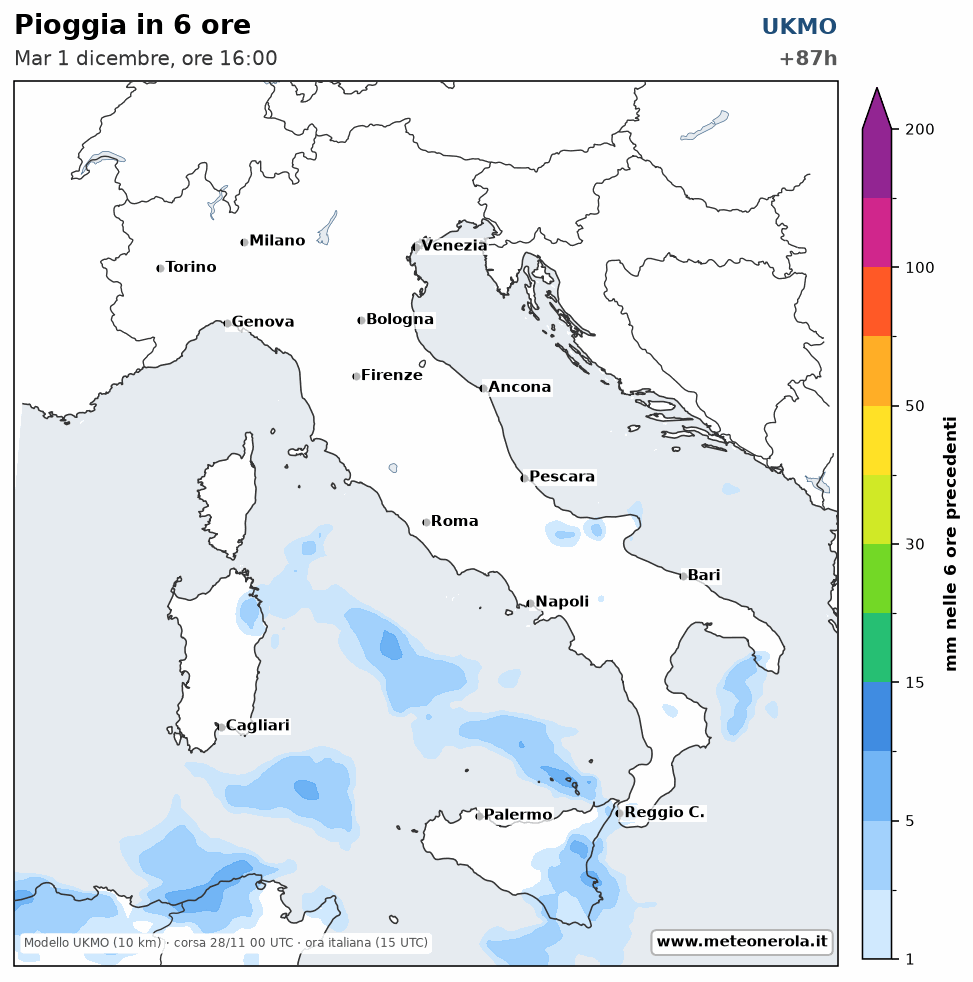 Pioggia in 6 ore
UKMO
Mar 1 dicembre, ore 16:00
+87h
200
Milano
Venezia
Torino
100
Genova
Bologna
Firenze
Ancona
50
Pescara
Roma
30
Bari
Napoli
mm nelle 6 ore precedenti
15
Cagliari
Palermo
Reggio C.
5
Modello UKMO (10 km) · corsa 28/11 00 UTC · ora italiana (15 UTC)
www.meteonerola.it
1